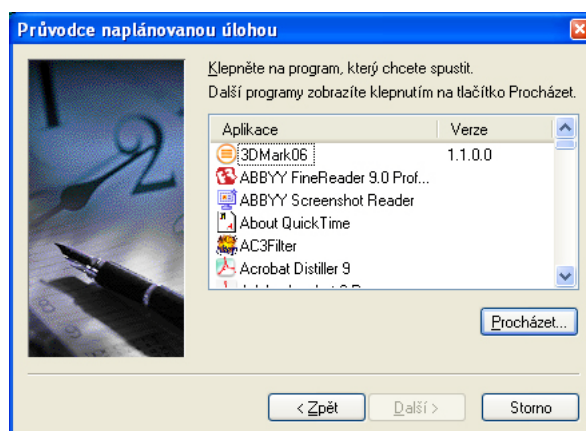 Průvodce naplánovanou úlohou
Klepněte na program, který chcete spustit.
Další programy zobrazíte klepnutím na tlačítko Procházet.
Aplikace Verze
3DMark06 1.1.0.0
ABBYY FineReader 9.0 Prof...
ABBYY Screenshot Reader
About QuickTime
AC3Filter
Acrobat Distiller 9
Procházet...
< Zpět Další > Storno